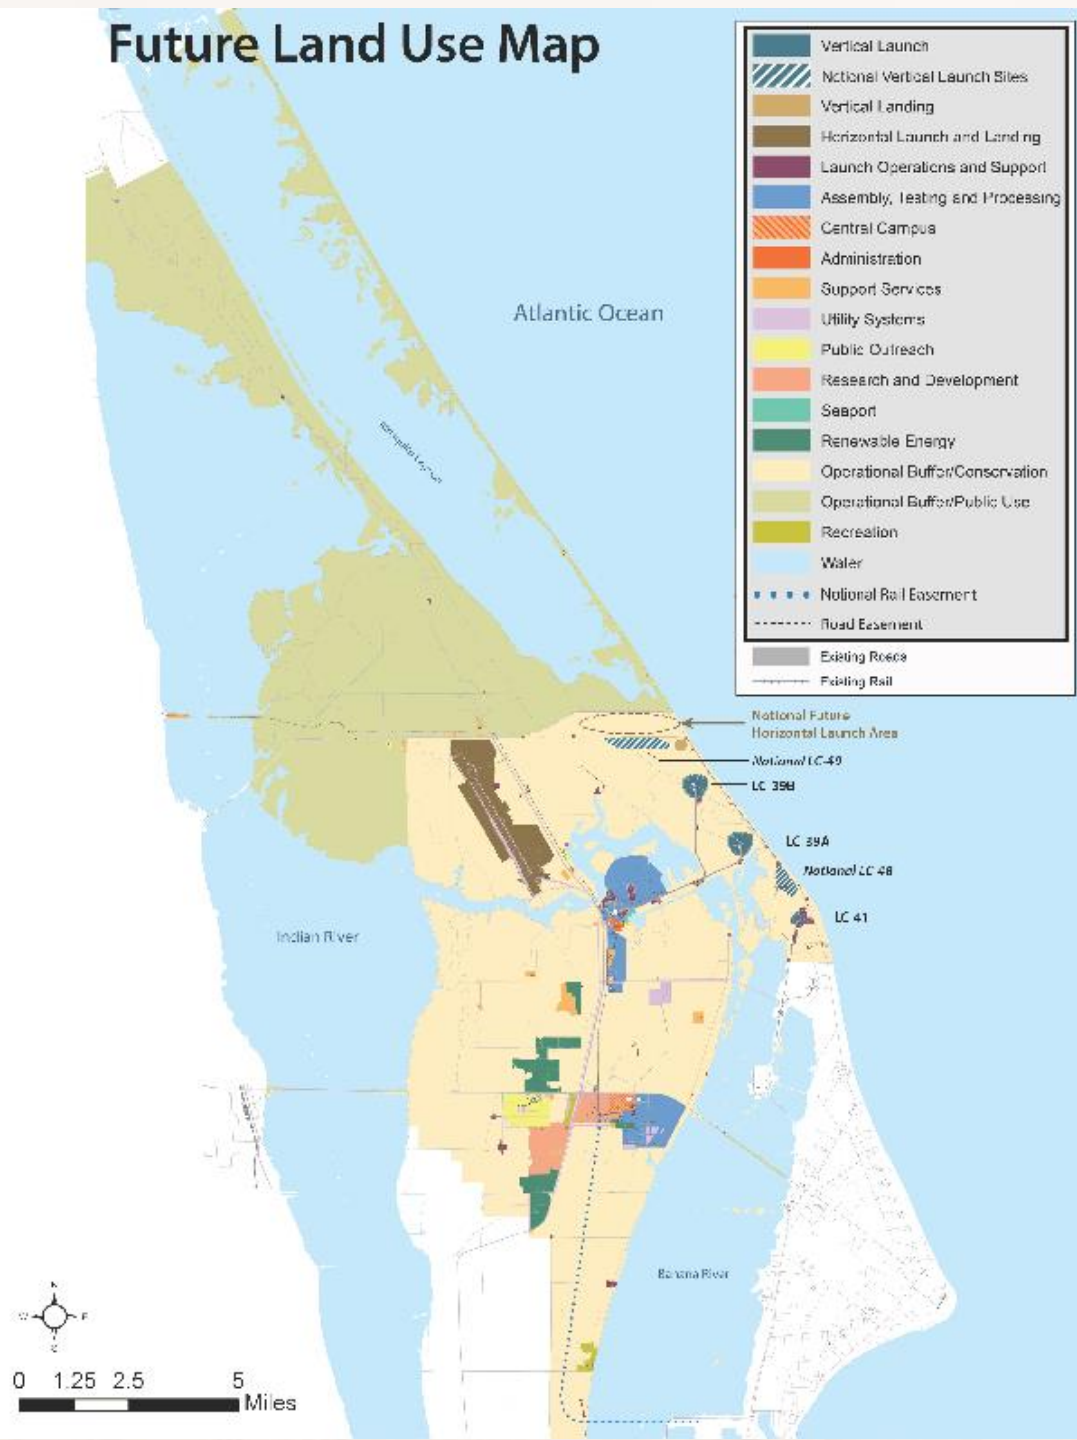 Future Land Use Map
Vertical Launch
Notional Vertical Launch Sites
Vertical Landing
Horizontal Launch and Landing
Launch Operations and Support
Assembly, Testing and Processing
Central Campus
Administration
Support Services
Utility Systems
Public Outreach
Research and Development
Seaport
Renewable Energy
Operational Buffer/Conservation
Operational Buffer/Public Use
Recreation
Water
Notional Rail Easement
Road Easement
Existing Roads
Existing Rail
Atlantic Ocean
Mosquito Lagoon
Notional Future
Horizontal Launch Area
Notional LC-49
LC 39B
LC 39A
Notional LC 48
LC 41
Indian River
Banana River
N
W
E
S
0 1.25 2.5 5
Miles